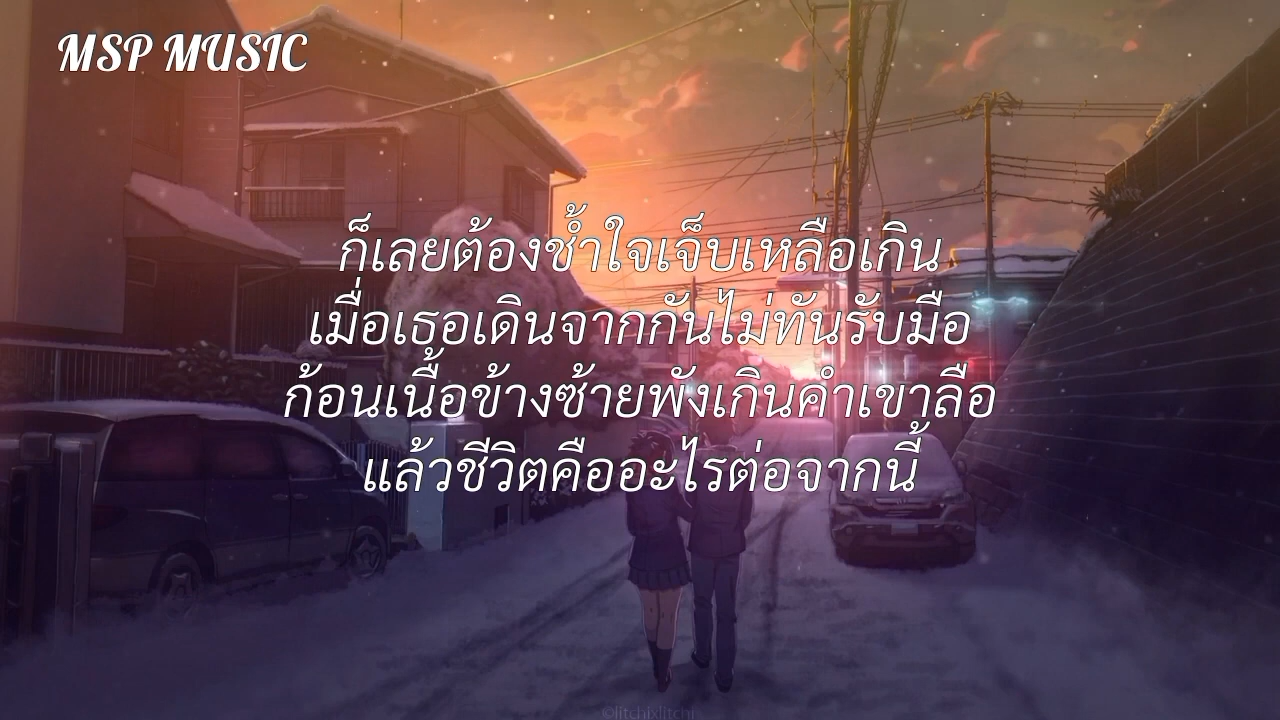 MSP MUSIC
ก็เลยต้องช้ำใจเจ็บเหลือเกิน
เมื่อเธอเดินจากกันไม่ทันรับมือ
ก้อนเนื้อข้างซ้ายพังเกินคำเขาลือ
แล้วชีวิตคืออะไรต่อจากนี้
©litchixlitchi